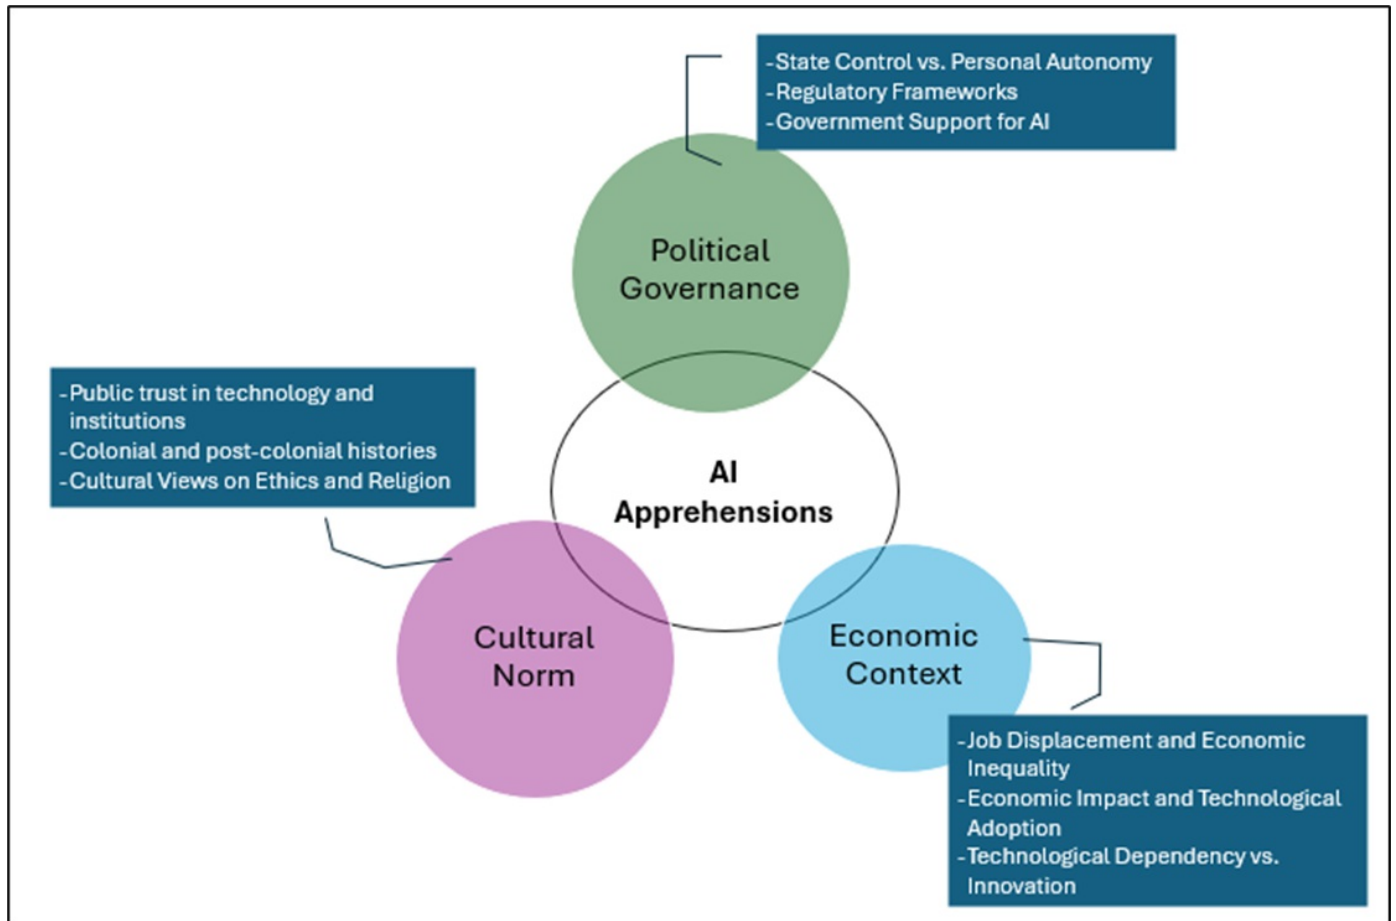 -State Control vs. Personal Autonomy
-Regulatory Frameworks
-Government Support for AI
Political
Governance
-Public trust in technology and
institutions
-Colonial and post-colonial histories
-Cultural Views on Ethics and Religion
AI
Apprehensions
Cultural
Norm
Economic
Context
-Job Displacement and Economic
Inequality
-Economic Impact and Technological
Adoption
-Technological Dependency vs.
Innovation